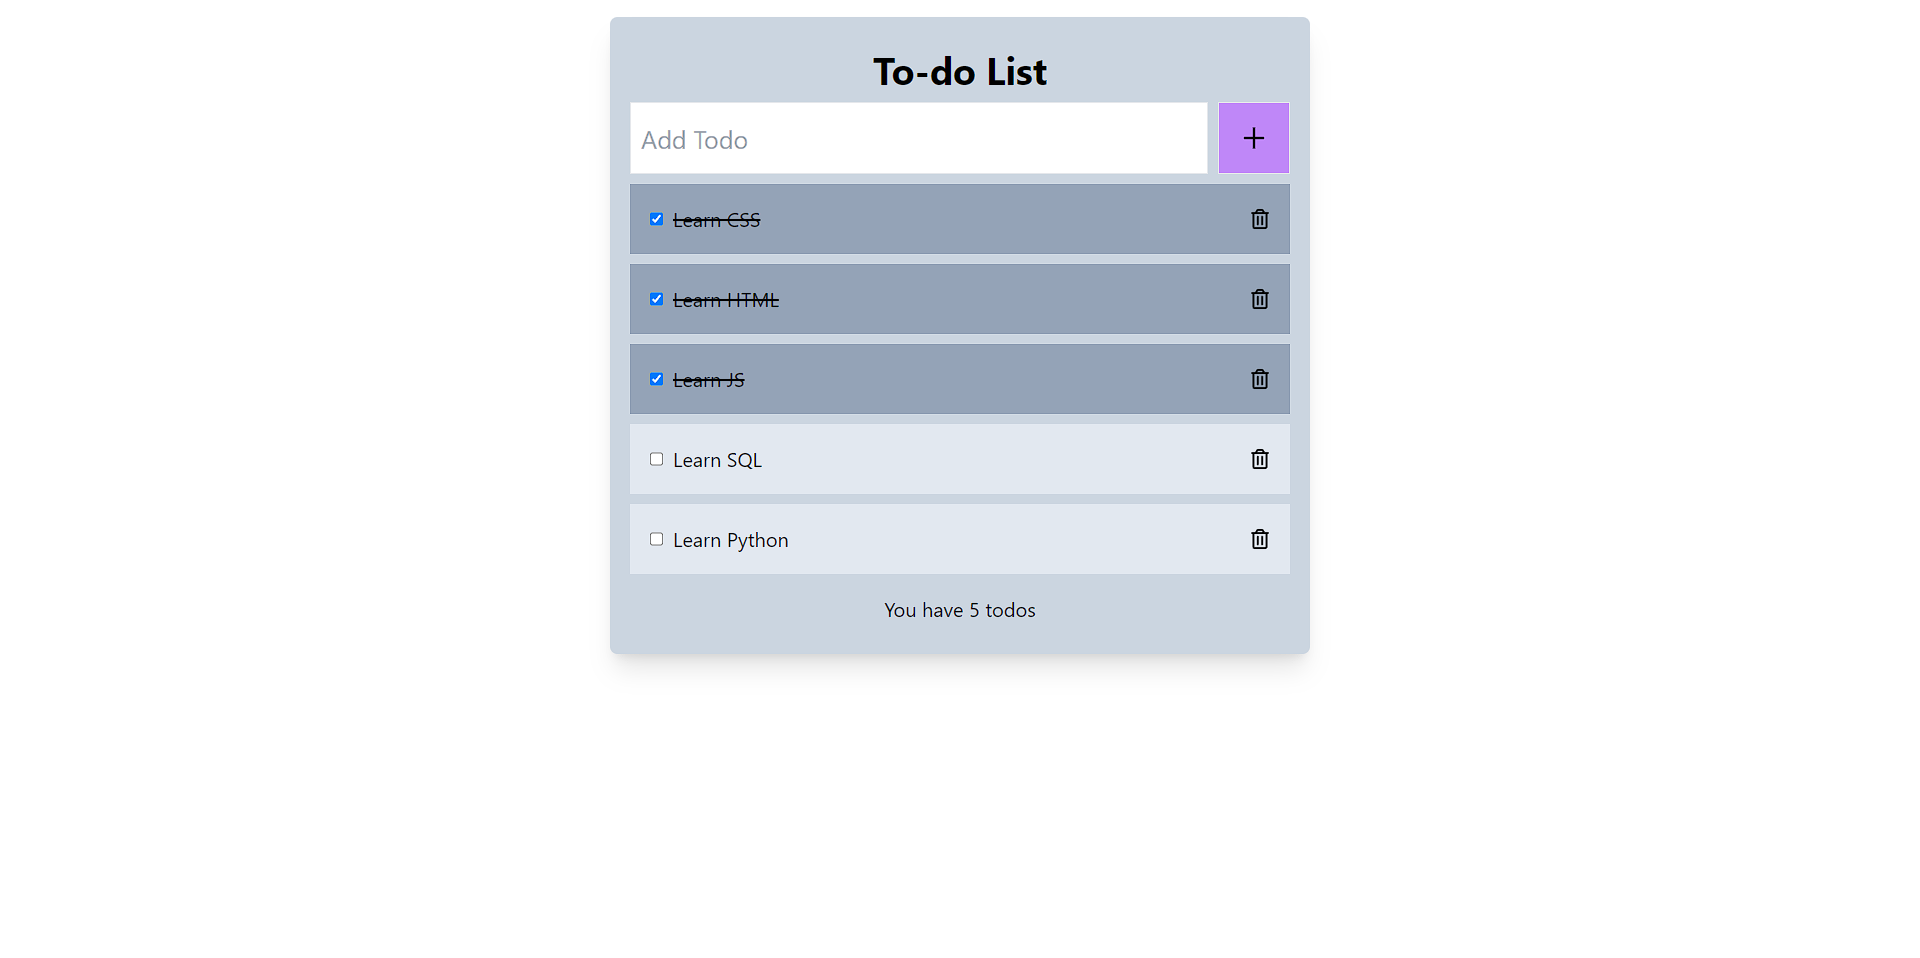 To-do List
Add Todo
Learn CSS
Learn HTML
Learn JS
Learn SQL
Learn Python
You have 5 todos